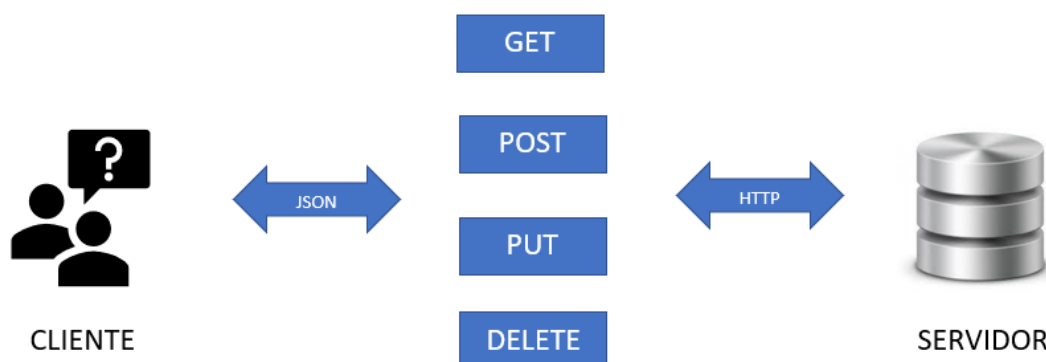 GET
?
POST
JSON
HTTP
PUT
CLIENTE
DELETE
SERVIDOR